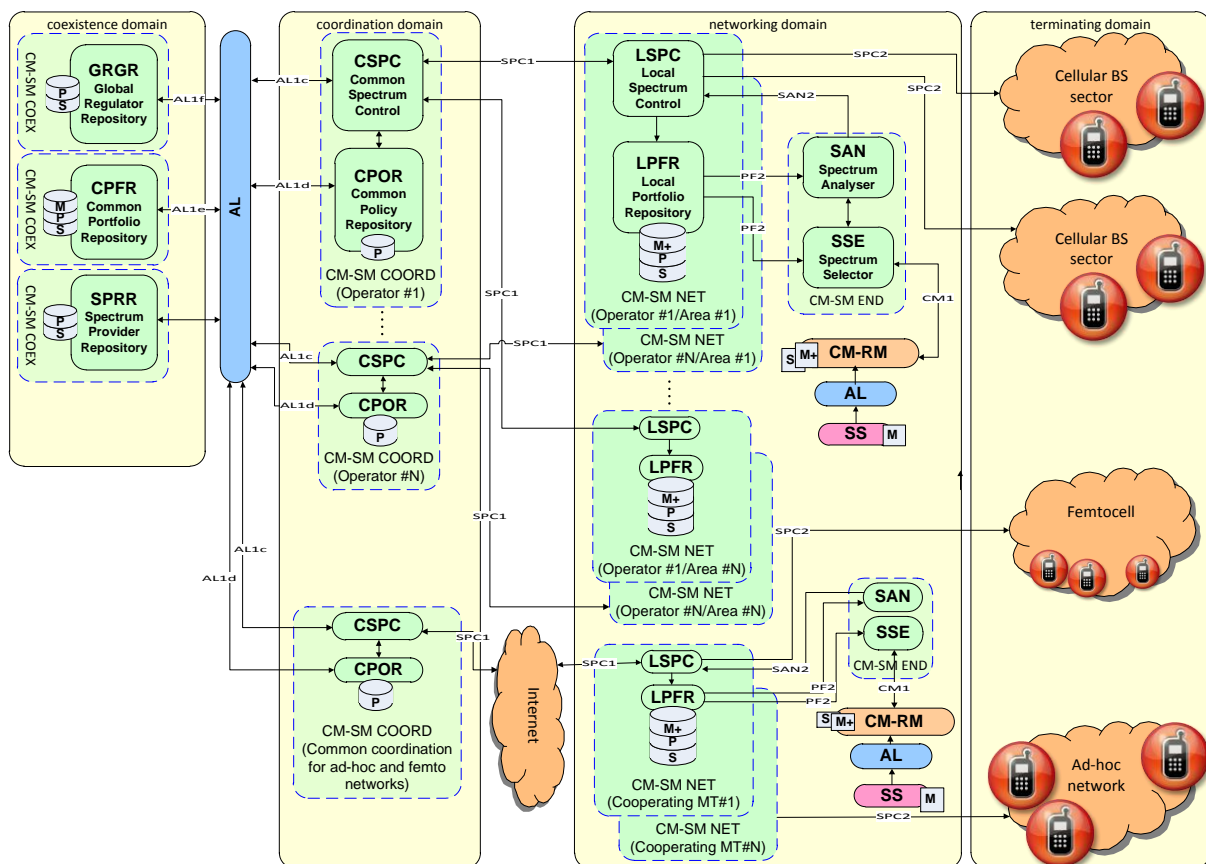 coexistence domain
CM-SM COEX
GRGR
Global
Regulator
Repository
P
S
AL1f
CM-SM COEX
CPFR
Common
Portfolio
Repository
M
P
S
AL1e
CM-SM COEX
SPRR
Spectrum
Provider
Repository
P
S
AL
coordination domain
AL1c
CSPC
Common
Spectrum
Control
AL1d
CPOR
Common
Policy
Repository
P
CM-SM COORD
(Operator #1)
AL1c
CSPC
AL1d
CPOR
P
CM-SM COORD
(Operator #N)
AL1c
AL1d
CSPC
CPOR
P
CM-SM COORD
(Common coordination
for ad-hoc and femto
networks)
SPC1
SPC1
SPC1
SPC1
SPC1
Internet
SPC1
networking domain
LSPC
Local
Spectrum
Control
LPFR
Local
Portfolio
Repository
M+
P
S
CM-SM NET
(Operator #1/Area #1)
CM-SM NET
(Operator #N/Area #1)
SAN2
PF2
PF2
SAN
Spectrum
Analyser
SSE
Spectrum
Selector
CM-SM END
CM1
S
M+
CM-RM
AL
SS
M
LSPC
LPFR
M+
P
S
CM-SM NET
(Operator #1/Area #N)
CM-SM NET
(Operator #N/Area #N)
LSPC
LPFR
M+
P
S
CM-SM NET
(Cooperating MT#1)
CM-SM NET
(Cooperating MT#N)
SAN2
PF2
PF2
SAN
SSE
CM-SM END
CM1
S
M+
CM-RM
AL
SS
M
SPC2
SPC2
SPC2
SPC2
terminating domain
Cellular BS
sector
Cellular BS
sector
Femtocell
Ad-hoc
network